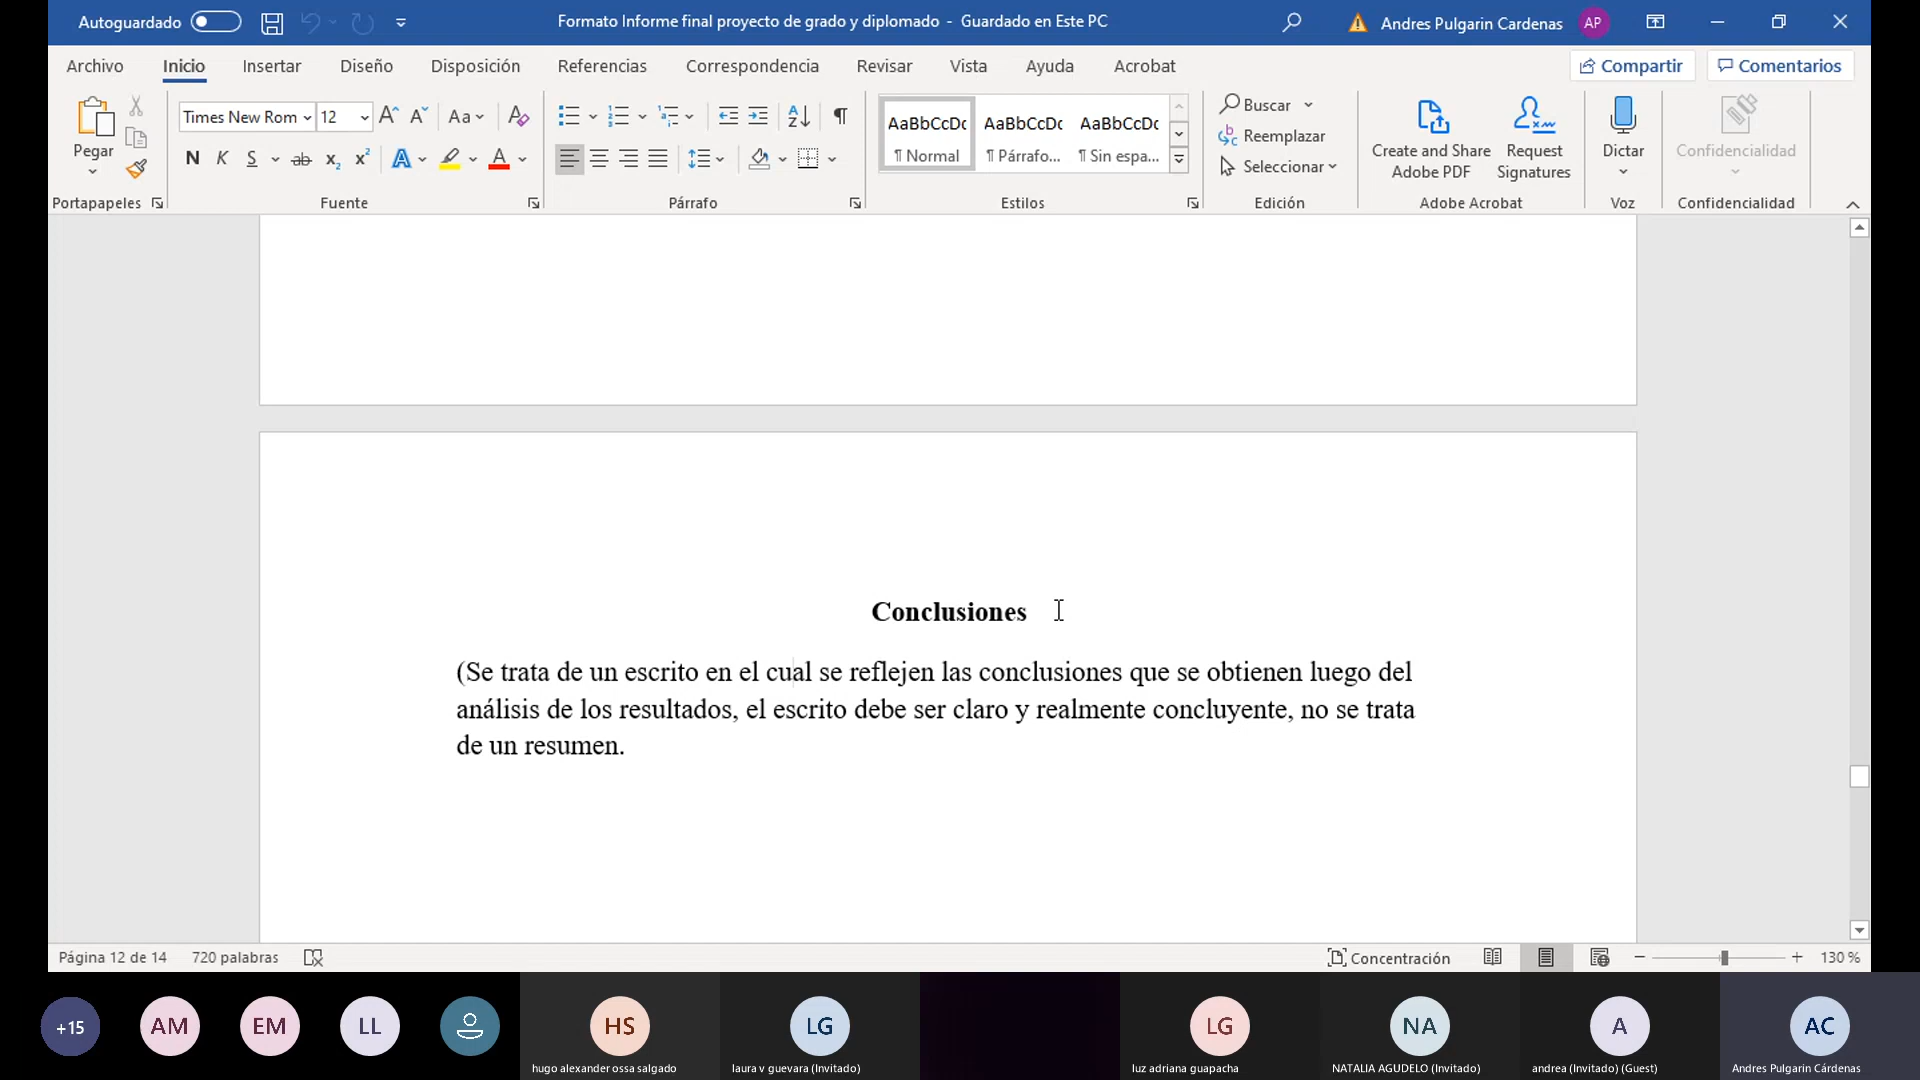 Autoguardado
Formato Informe final proyecto de grado y diplomado - Guardado en Este PC
Andres Pulgarin Cardenas
AP
Archivo
Inicio
Insertar
Diseño
Disposición
Referencias
Correspondencia
Revisar
Vista
Ayuda
Acrobat
Compartir
Comentarios
Pegar
Portapapeles
Times New Rom
12
Aa
N K S ab x₂ x²
Fuente
Párrafo
AaBbCcDc
¶ Normal
AaBbCcDc
¶ Párrafo...
AaBbCcDc
¶ Sin espa...
Estilos
Buscar
Reemplazar
Seleccionar
Edición
Create and Share
Adobe PDF
Request
Signatures
Adobe Acrobat
Dictar
Voz
Confidencialidad
Confidencialidad
Conclusiones
(Se trata de un escrito en el cual se reflejen las conclusiones que se obtienen luego del
análisis de los resultados, el escrito debe ser claro y realmente concluyente, no se trata
de un resumen.
Página 12 de 14
720 palabras
Concentración
130 %
+15
AM
EM
LL
HS
hugo alexander ossa salgado
LG
laura v guevara (Invitado)
LG
luz adriana guapacha
NA
NATALIA AGUDELO (Invitado)
A
andrea (Invitado) (Guest)
AC
Andres Pulgarin Cárdenas